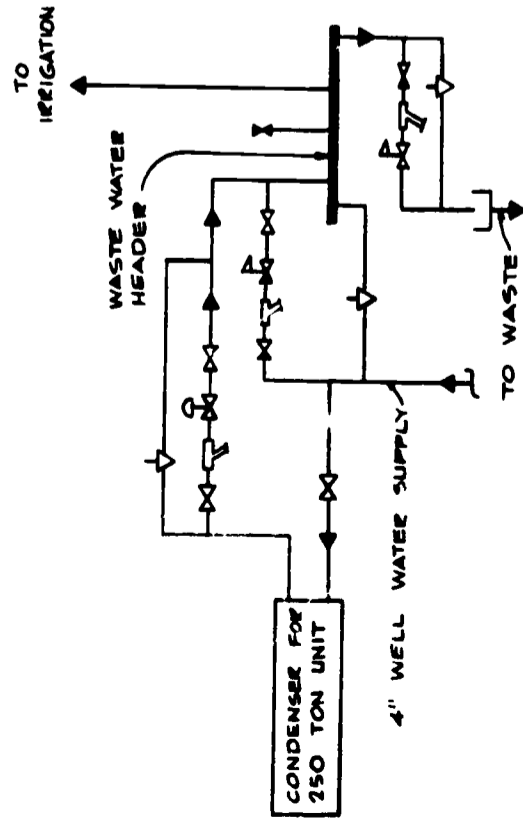 TO
IRRIGATION
WASTE WATER
HEADER
CONDENSER FOR
250 TON UNIT
4" WELL WATER SUPPLY
TO WASTE